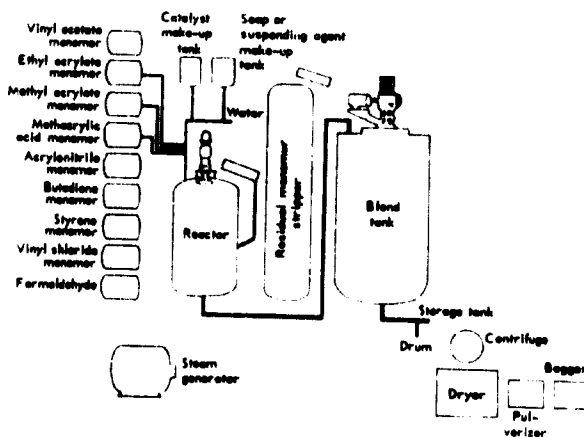 Vinyl acetate
monomer
Ethyl acrylate
monomer
Methyl acrylate
monomer
Methacrylic
acid monomer
Acrylonitrile
monomer
Butadiene
monomer
Styrene
monomer
Vinyl chloride
monomer
Formaldehyde
Catalyst
make-up
tank
Soap or
suspending agent
make-up
tank
Water
Reactor
Residual monomer
stripper
Blend
tank
Storage tank
Drum
Centrifuge
Steam
generator
Dryer
Pul-
verizer
Bagger